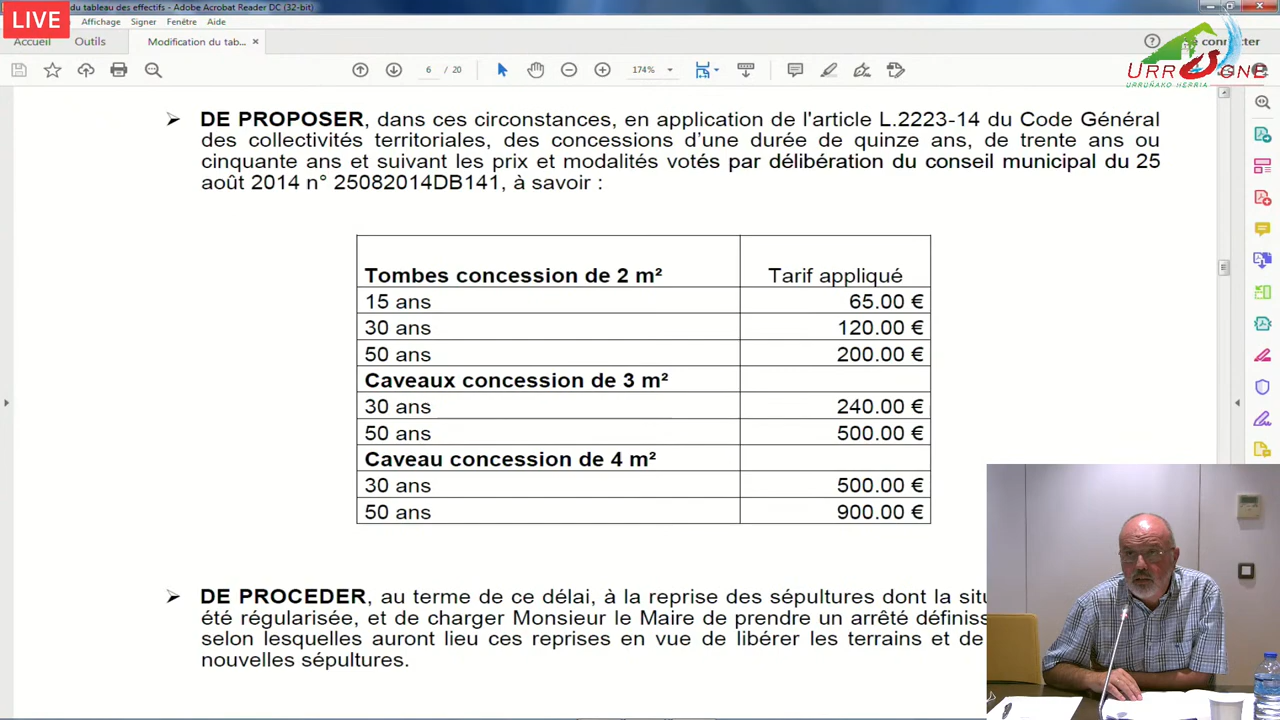 LIVE
du tableau des effectifs - Adobe Acrobat Reader DC (32-bit)
Affichage Signer Fenêtre Aide
Accueil Outils Modification du tab... × connecter
URRUGNE
URRUÑAKO HERRIA
6 / 20 174%
➢ DE PROPOSER, dans ces circonstances, en application de l'article L.2223-14 du Code Général
des collectivités territoriales, des concessions d'une durée de quinze ans, de trente ans ou
cinquante ans et suivant les prix et modalités votés par délibération du conseil municipal du 25
août 2014 n° 25082014DB141, à savoir :
Tombes concession de 2 m² Tarif appliqué
15 ans 65.00 €
30 ans 120.00 €
50 ans 200.00 €
Caveaux concession de 3 m²
30 ans 240.00 €
50 ans 500.00 €
Caveau concession de 4 m²
30 ans 500.00 €
50 ans 900.00 €
➢ DE PROCEDER, au terme de ce délai, à la reprise des sépultures dont la situ
été régularisée, et de charger Monsieur le Maire de prendre un arrêté définiss
selon lesquelles auront lieu ces reprises en vue de libérer les terrains et de
nouvelles sépultures.